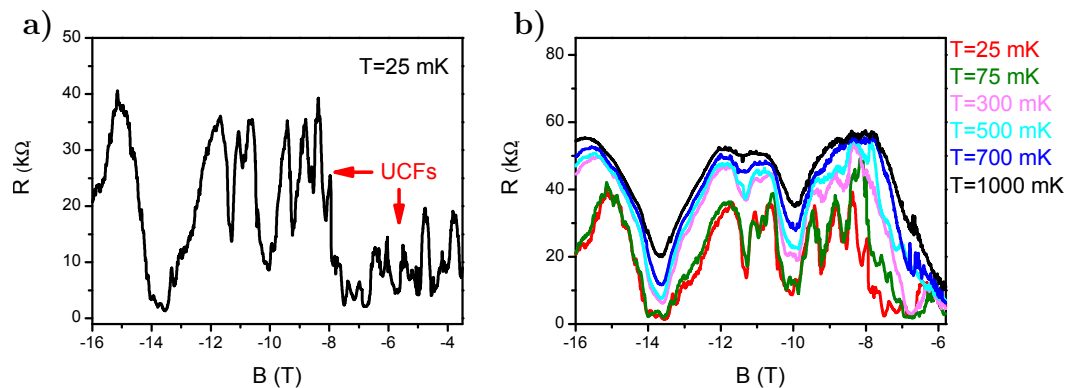 a)
50
40
30
20
10
0
R (kΩ
T=25 mK
UCFs
-16
-14
-12
-10
-8
-6
-4
B (T)
b)
80
60
40
20
0
R (kΩ
-16
-14
-12
-10
-8
-6
B (T)
T=25 mK
T=75 mK
T=300 mK
T=500 mK
T=700 mK
T=1000 mK